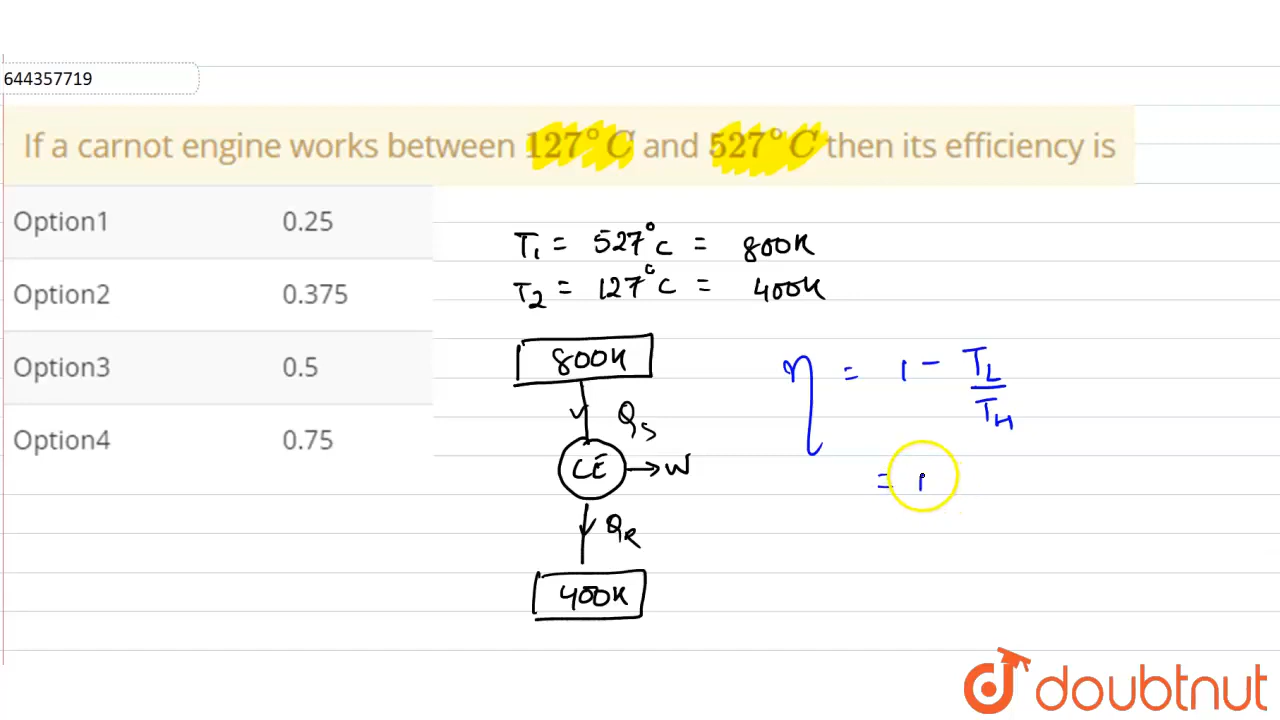 644357719
If a carnot engine works between 127° C and 527° C then its efficiency is
Option1 0.25
Option2 0.375
Option3 0.5
Option4 0.75
T1 = 527°c = 800K
T2 = 127°C = 400K
800K
QS
CE → W
QR
400K
η = 1 - TL/TH
= 1
doubtnut